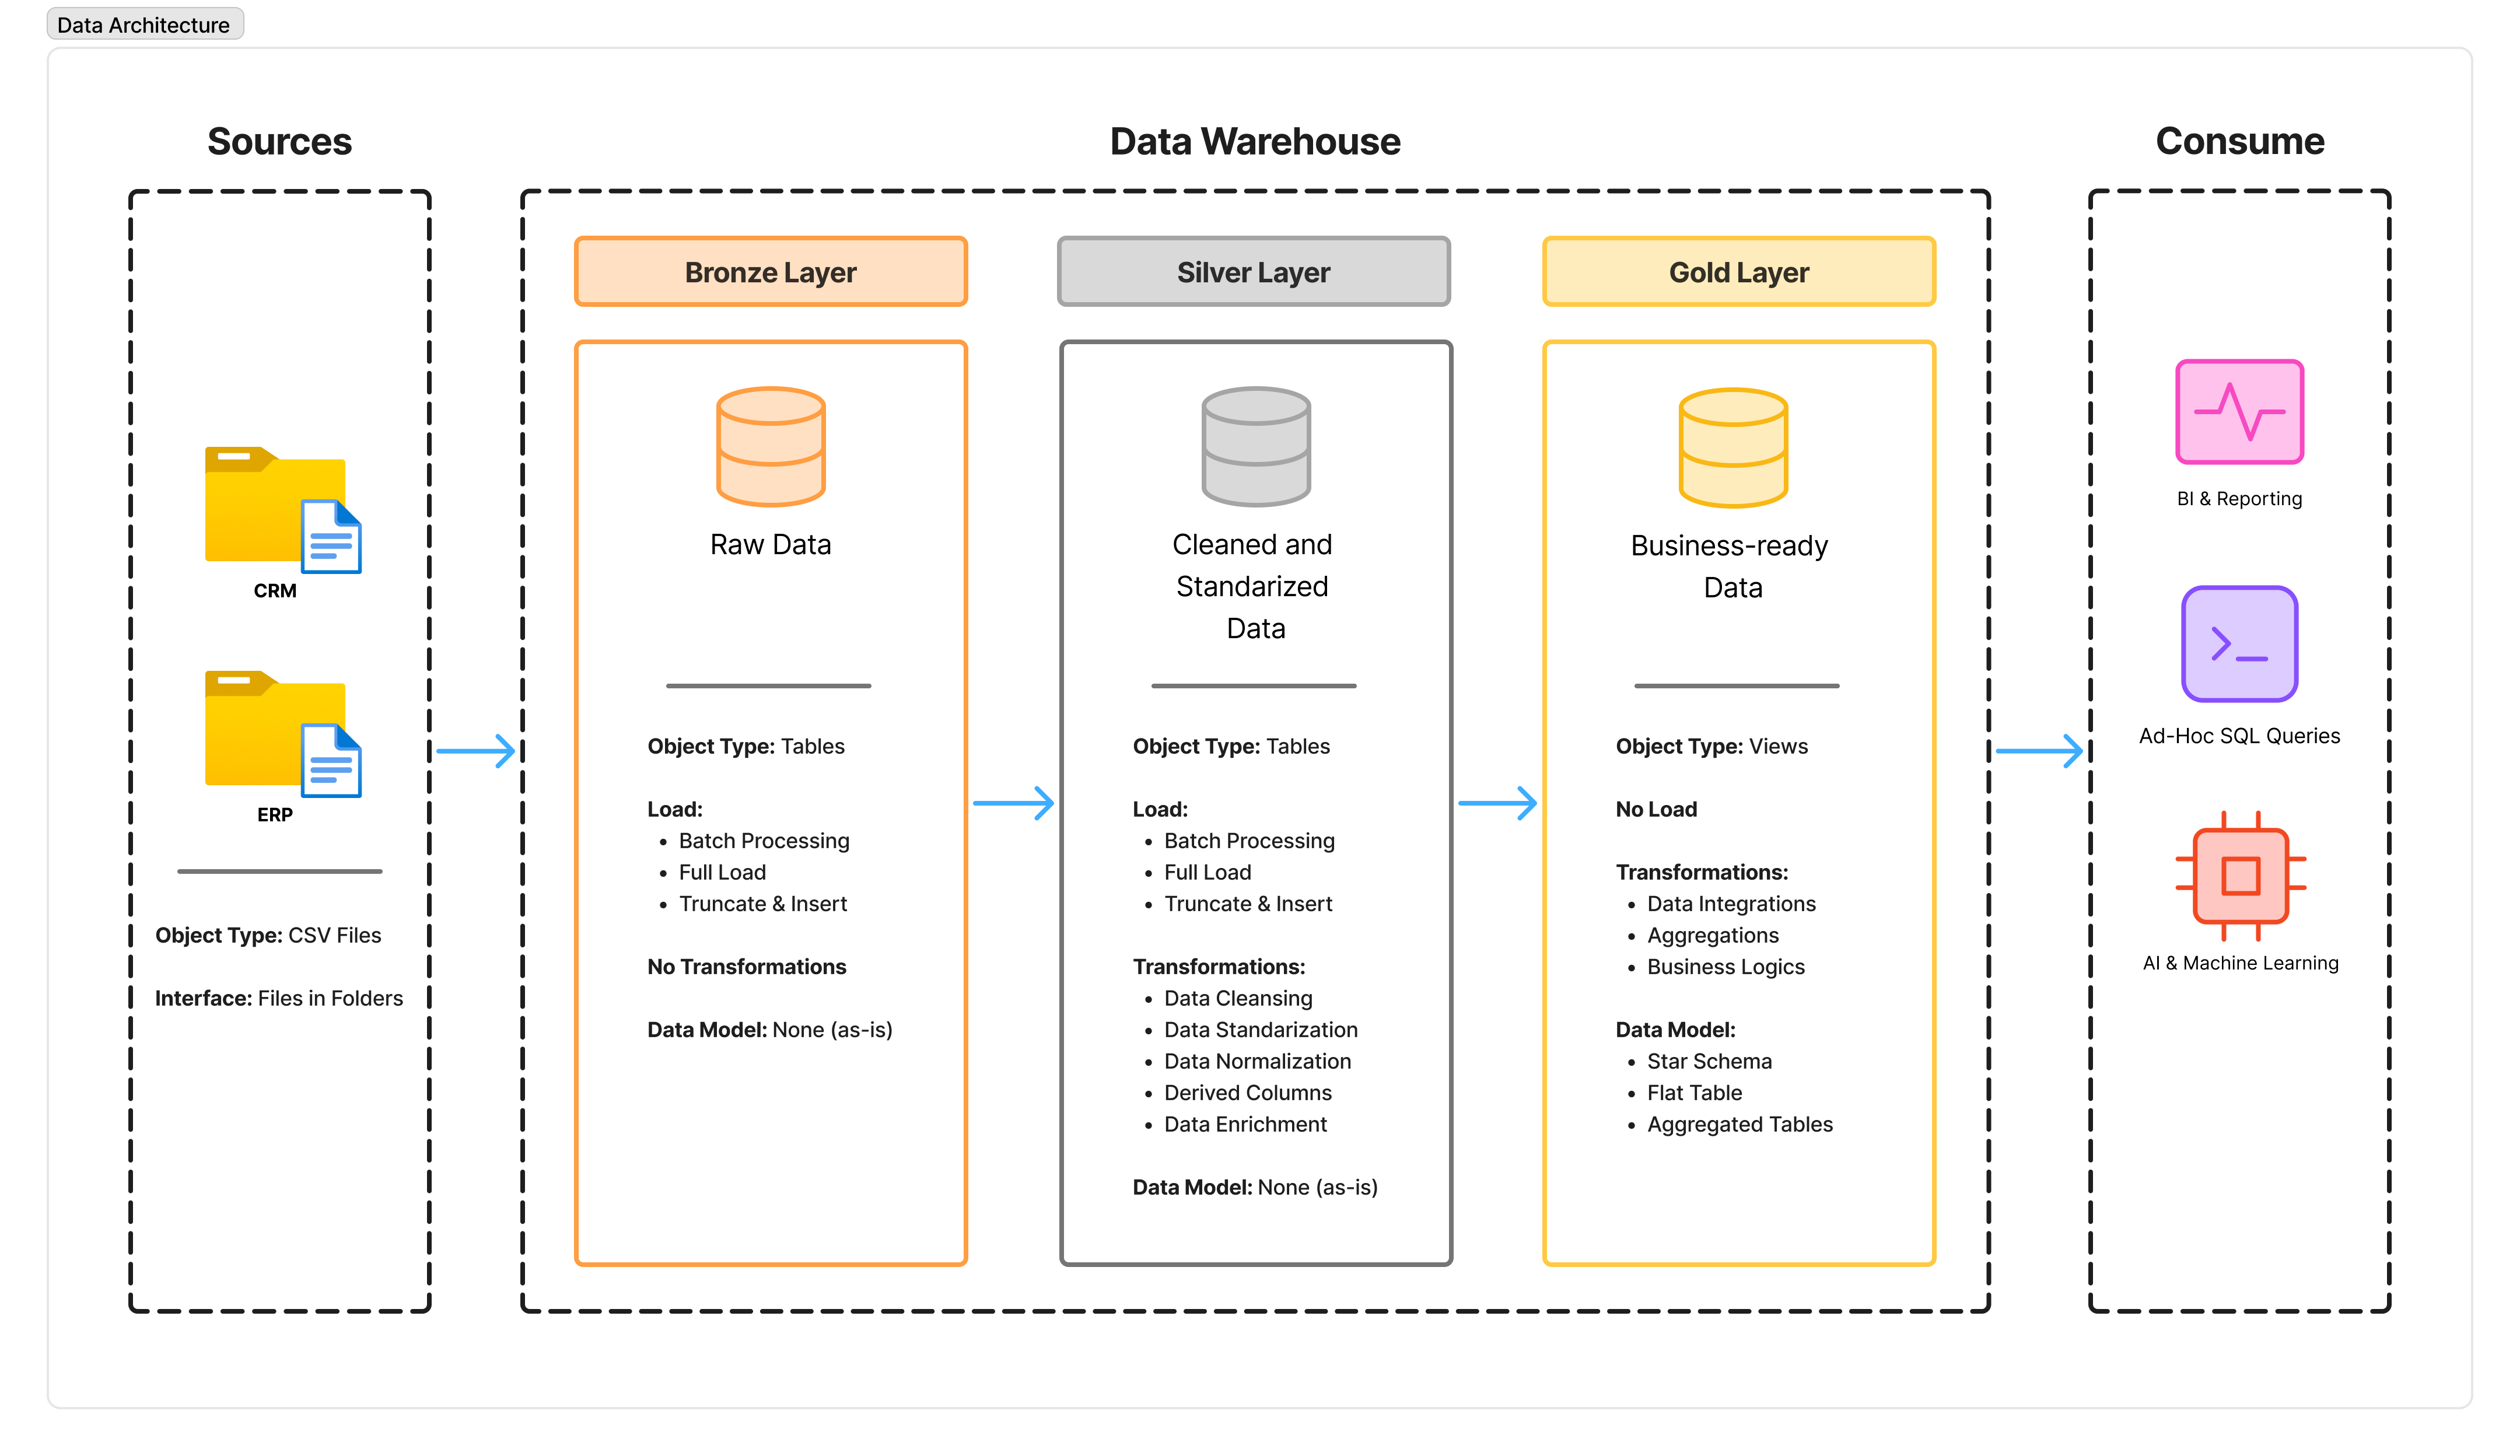 Data Architecture
Sources
CRM
ERP
Object Type: CSV Files
Interface: Files in Folders
Data Warehouse
Bronze Layer
Raw Data
Object Type: Tables
Load:
• Batch Processing
• Full Load
• Truncate & Insert
No Transformations
Data Model: None (as-is)
Silver Layer
Cleaned and
Standarized
Data
Object Type: Tables
Load:
• Batch Processing
• Full Load
• Truncate & Insert
Transformations:
• Data Cleansing
• Data Standarization
• Data Normalization
• Derived Columns
• Data Enrichment
Data Model: None (as-is)
Gold Layer
Business-ready
Data
Object Type: Views
No Load
Transformations:
• Data Integrations
• Aggregations
• Business Logics
Data Model:
• Star Schema
• Flat Table
• Aggregated Tables
Consume
BI & Reporting
Ad-Hoc SQL Queries
AI & Machine Learning